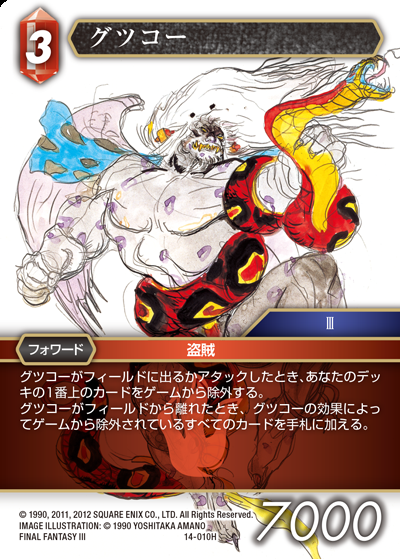 3
グツコー
III
フォワード
盗賊
グツコーがフィールドに出るかアタックしたとき、あなたのデッ
キの1番上のカードをゲームから除外する。
グツコーがフィールドから離れたとき、グツコーの効果によっ
てゲームから除外されているすべてのカードを手札に加える。
© 1990, 2011, 2012 SQUARE ENIX CO., LTD. All Rights Reserved.
IMAGE ILLUSTRATION: © 1990 YOSHITAKA AMANO
FINAL FANTASY III
14-010H
7000